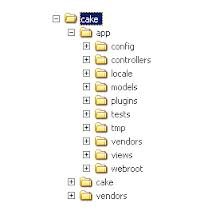 cake
app
config
controllers
locale
models
plugins
tests
tmp
vendors
views
webroot
cake
vendors